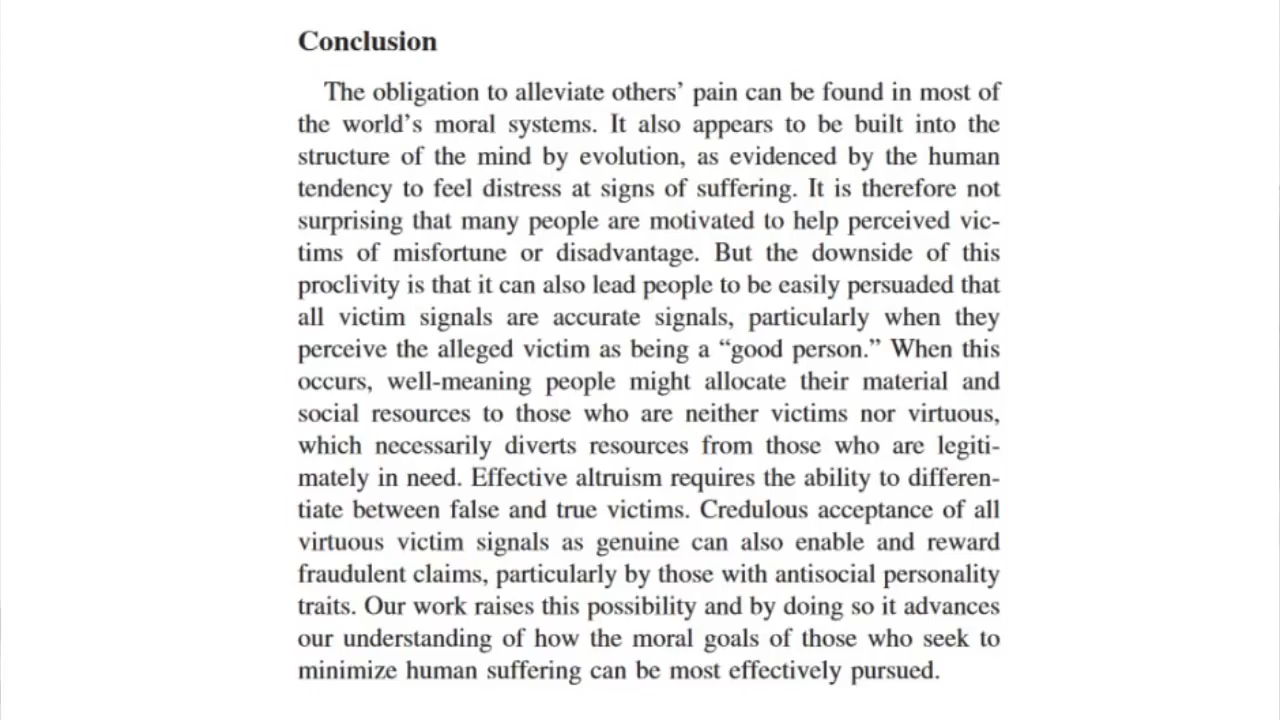 Conclusion
The obligation to alleviate others’ pain can be found in most of
the world’s moral systems. It also appears to be built into the
structure of the mind by evolution, as evidenced by the human
tendency to feel distress at signs of suffering. It is therefore not
surprising that many people are motivated to help perceived vic-
tims of misfortune or disadvantage. But the downside of this
proclivity is that it can also lead people to be easily persuaded that
all victim signals are accurate signals, particularly when they
perceive the alleged victim as being a “good person.” When this
occurs, well-meaning people might allocate their material and
social resources to those who are neither victims nor virtuous,
which necessarily diverts resources from those who are legiti-
mately in need. Effective altruism requires the ability to differen-
tiate between false and true victims. Credulous acceptance of all
virtuous victim signals as genuine can also enable and reward
fraudulent claims, particularly by those with antisocial personality
traits. Our work raises this possibility and by doing so it advances
our understanding of how the moral goals of those who seek to
minimize human suffering can be most effectively pursued.